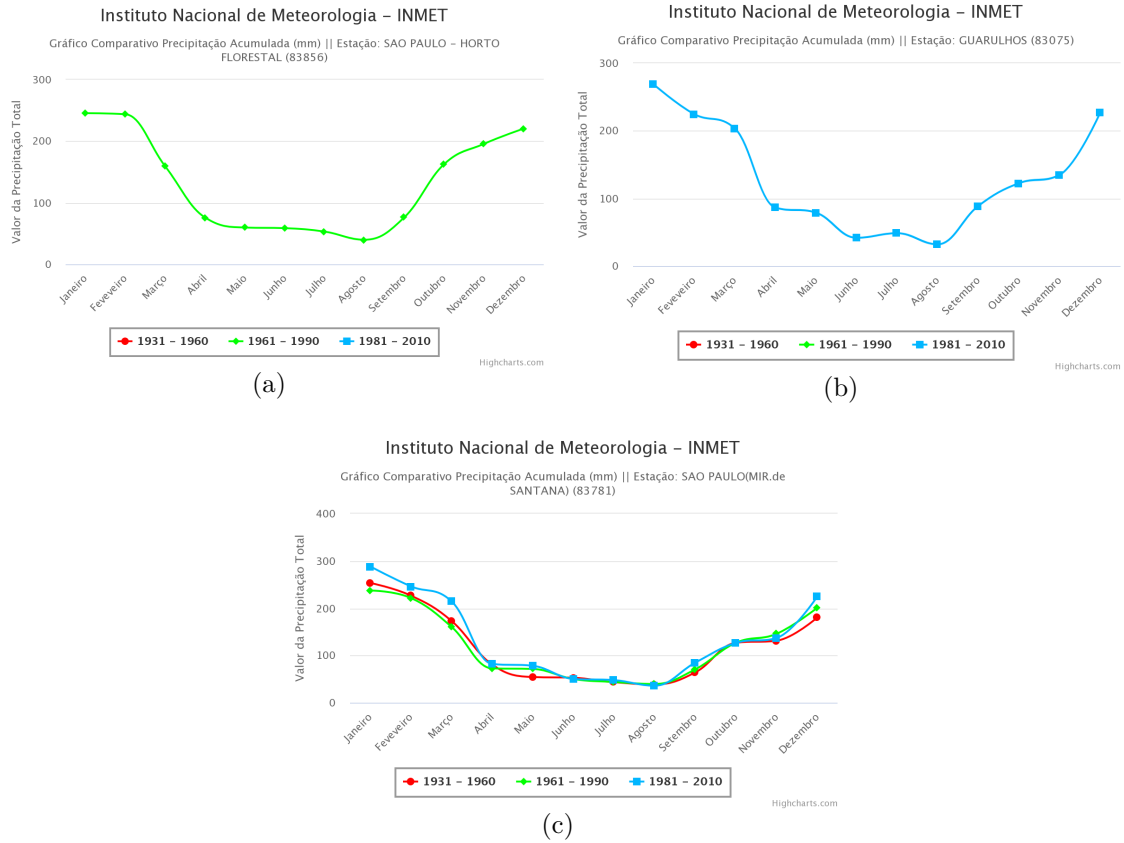 Instituto Nacional de Meteorologia - INMET
Gráfico Comparativo Precipitação Acumulada (mm) || Estação: SAO PAULO - HORTO
FLORESTAL (83856)
Valor da Precipitação Total
300
200
100
0
Janeiro
Feveveiro
Março
Abril
Maio
Junho
Julho
Agosto
Setembro
Outubro
Novembro
Dezembro
1931 - 1960
1961 - 1990
1981 - 2010
Highcharts.com
(a)
Instituto Nacional de Meteorologia - INMET
Gráfico Comparativo Precipitação Acumulada (mm) || Estação: GUARULHOS (83075)
Valor da Precipitação Total
300
200
100
0
Janeiro
Feveveiro
Março
Abril
Maio
Junho
Julho
Agosto
Setembro
Outubro
Novembro
Dezembro
1931 - 1960
1961 - 1990
1981 - 2010
Highcharts.com
(b)
Instituto Nacional de Meteorologia - INMET
Gráfico Comparativo Precipitação Acumulada (mm) || Estação: SAO PAULO(MIR.de
SANTANA) (83781)
Valor da Precipitação Total
400
300
200
100
0
Janeiro
Feveveiro
Março
Abril
Maio
Junho
Julho
Agosto
Setembro
Outubro
Novembro
Dezembro
1931 - 1960
1961 - 1990
1981 - 2010
Highcharts.com
(c)